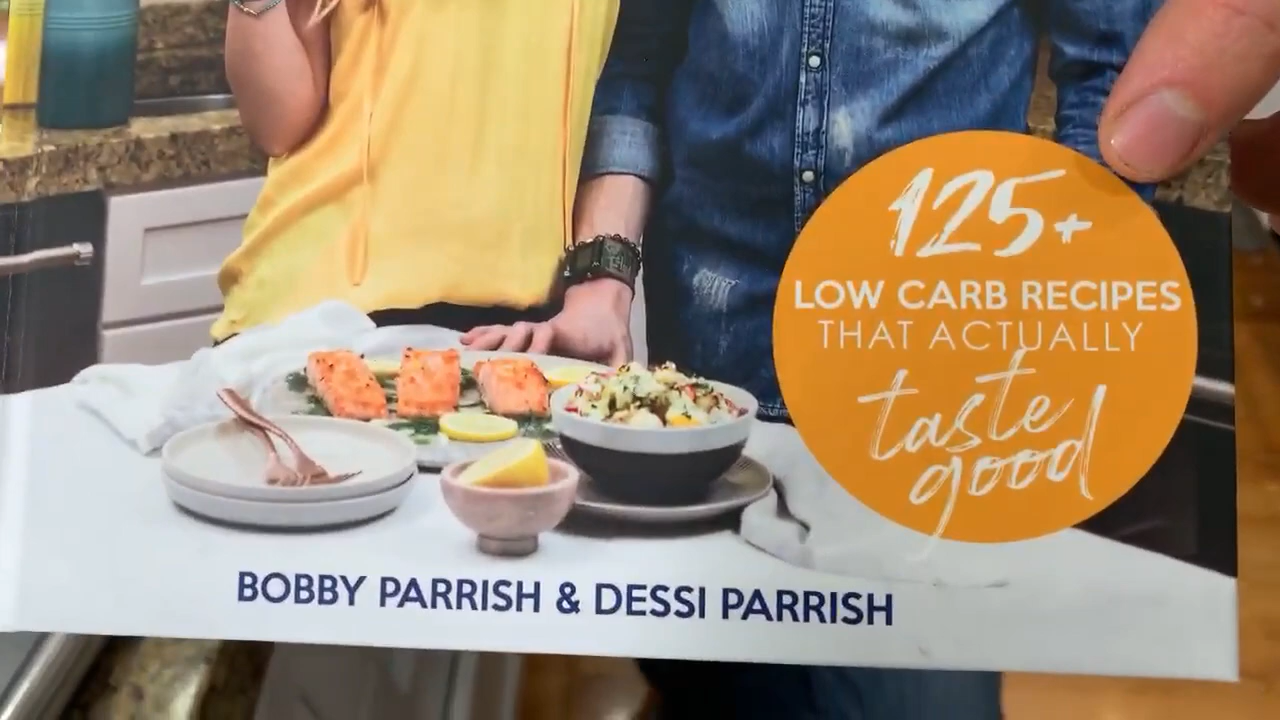 125+
LOW CARB RECIPES
THAT ACTUALLY
taste
good
BOBBY PARRISH & DESSI PARRISH